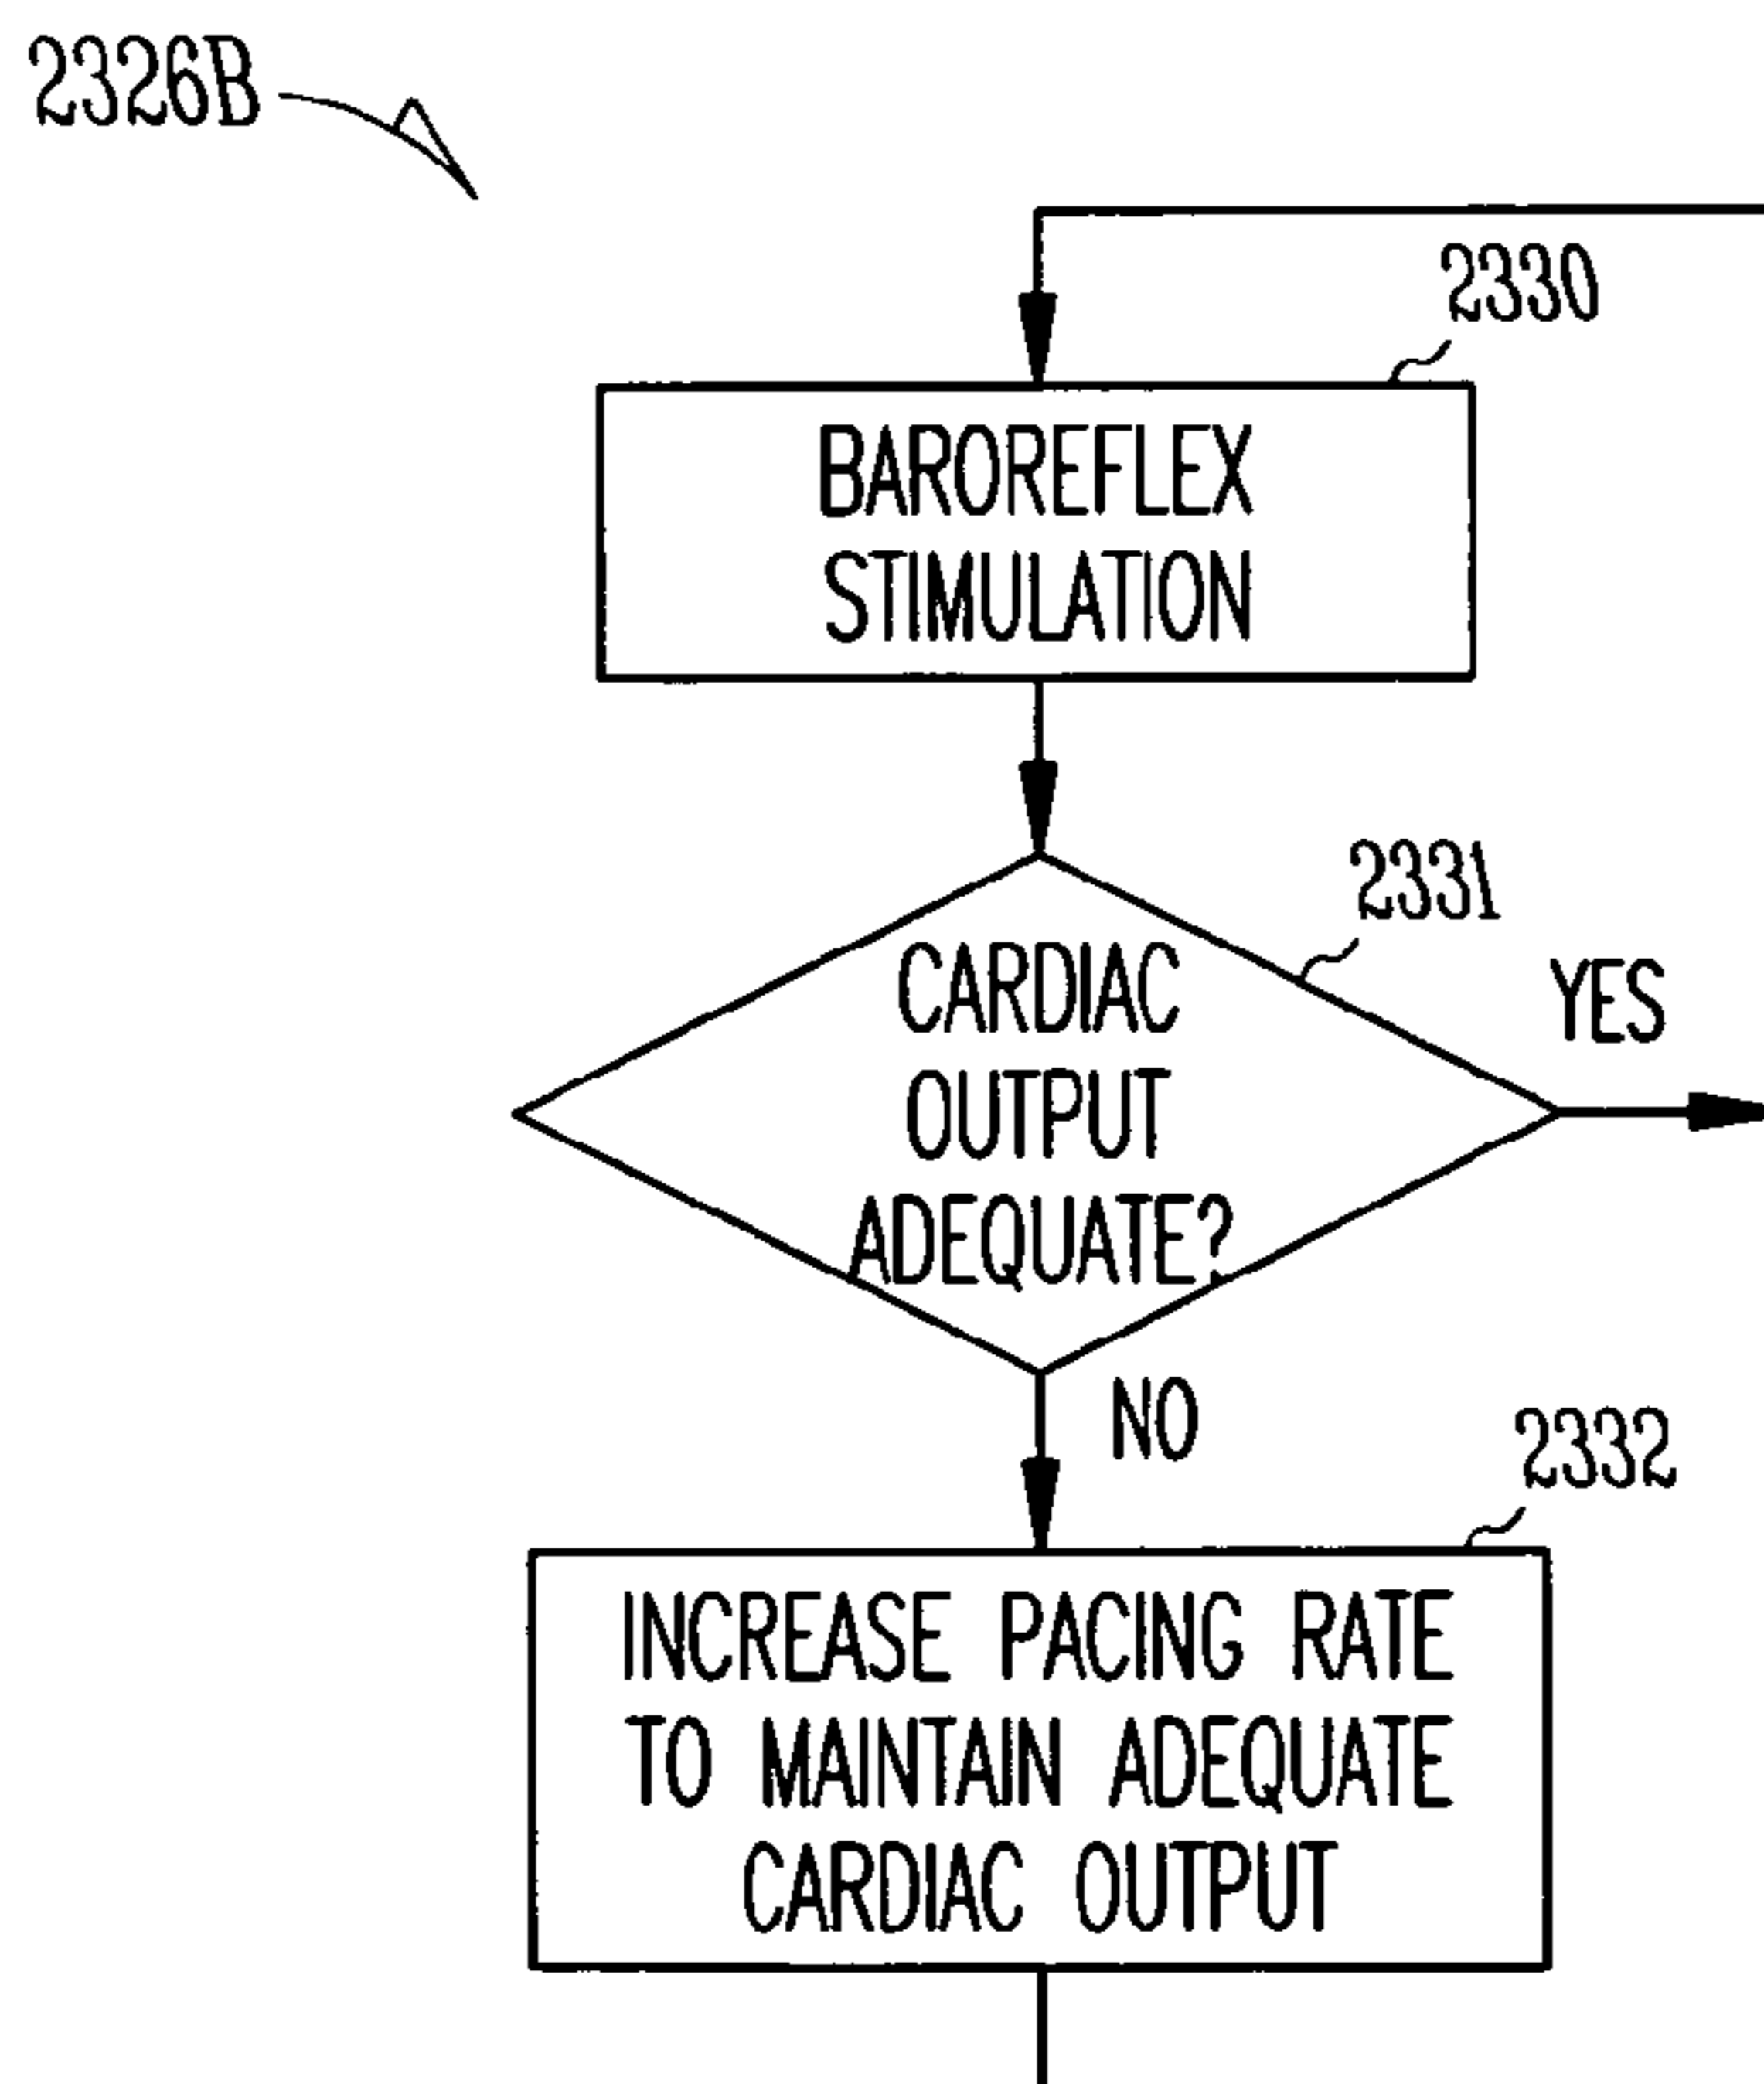 2326B
2330
BAROREFLEX
STIMULATION
2331
CARDIAC
OUTPUT
ADEQUATE?
YES
NO
2332
INCREASE PACING RATE
TO MAINTAIN ADEQUATE
CARDIAC OUTPUT